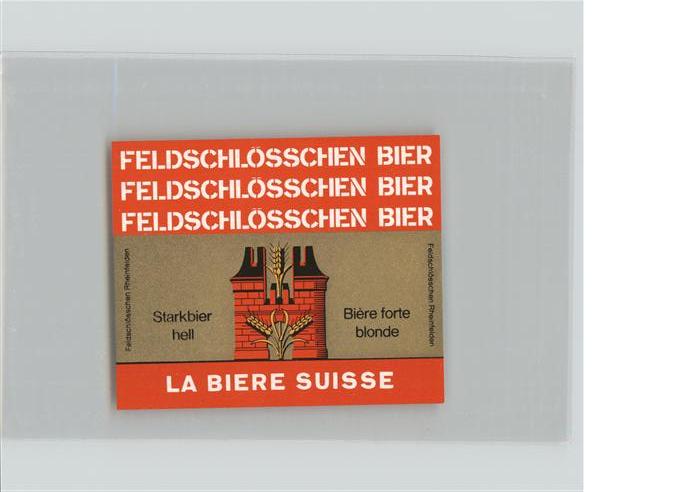 FELDSCHLÖSSCHEN BIER
FELDSCHLÖSSCHEN BIER
FELDSCHLÖSSCHEN BIER
Feldschlösschen Rheinfelden
Starkbier
hell
Bière forte
blonde
Feldschlösschen Rheinfelden
LA BIERE SUISSE